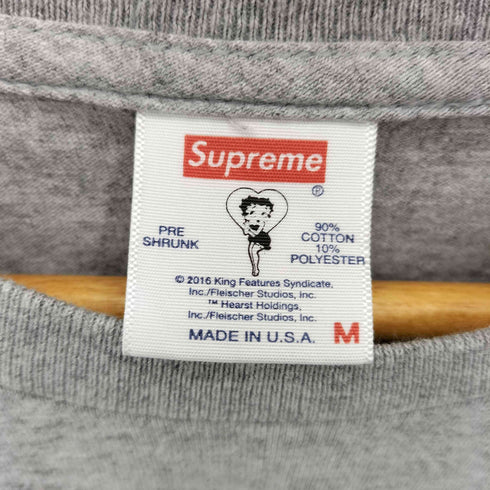 Supreme
®
PRE
SHRUNK
90%
COTTON
10%
POLYESTER
© 2016 King Features Syndicate,
Inc./Fleischer Studios, Inc.
™ Hearst Holdings,
Inc./Fleischer Studios, Inc.
MADE IN U.S.A. M